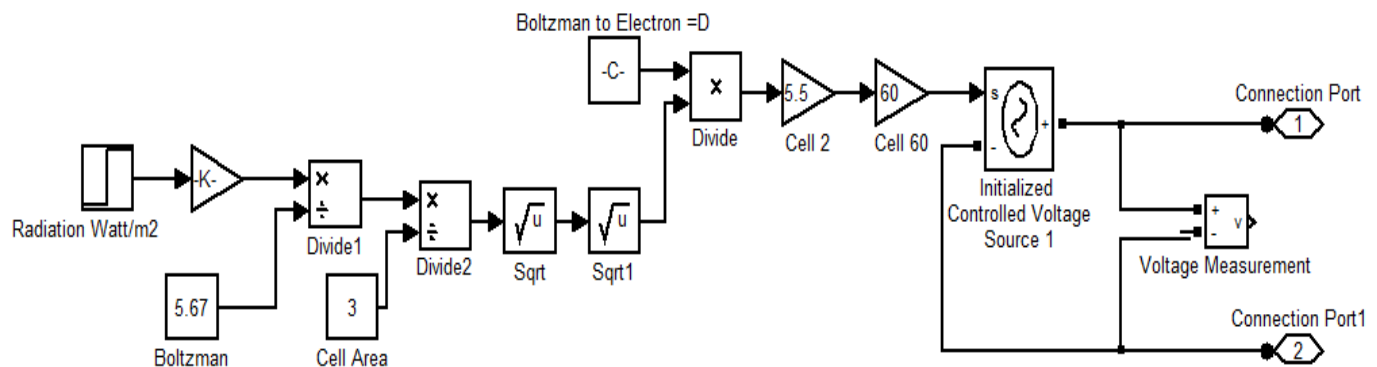 Boltzman to Electron =D
-C-
×
Divide
5.5
Cell 2
60
Cell 60
s
+
-
Initialized
Controlled Voltage
Source 1
Connection Port
1
Radiation Watt/m2
-K-
×
÷
Divide1
×
÷
Divide2
√u
Sqrt
√u
Sqrt1
+
-
v
Voltage Measurement
5.67
Boltzman
3
Cell Area
Connection Port1
2